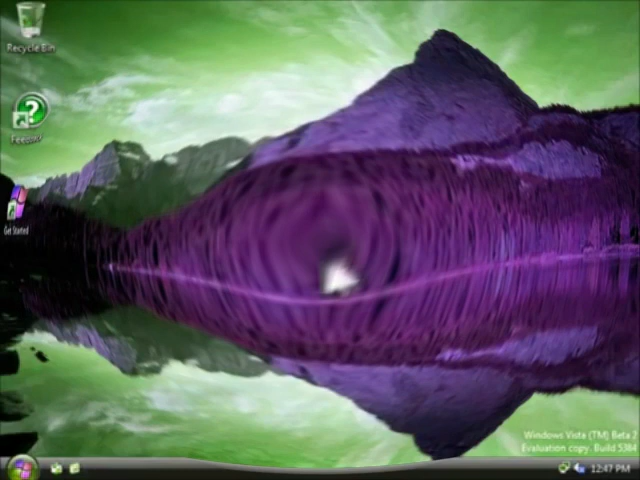 Recycle Bin
Feedback
Get Started
Windows Vista (TM) Beta 2
Evaluation copy. Build 5384
12:47 PM